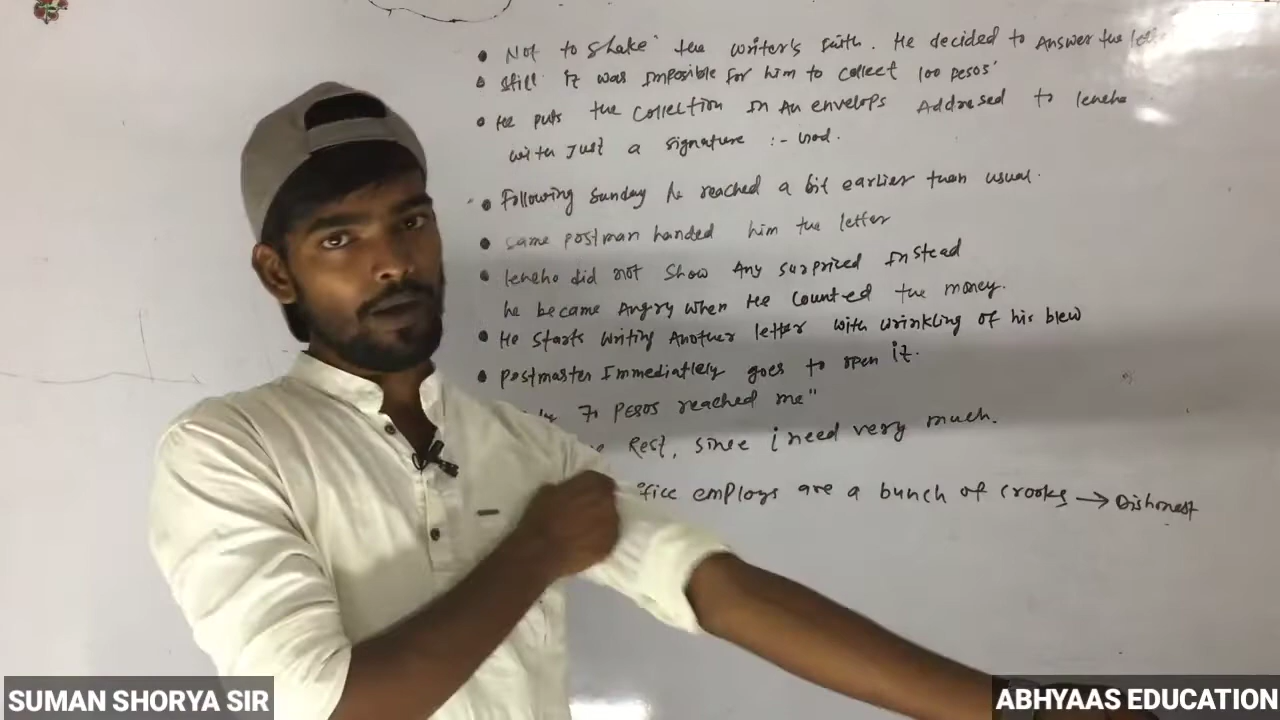 • Not to shake the writer's faith. He decided to Answer the
• Still it was Imposible for him to collect 100 pesos'
• He puts the collection in An envelops Addresed to lencho
with Just a signature :- God.
• Following Sunday he reached a bit earlier than usual.
• same postman handed him the letter
• lencho did not show Any surprized Instead
he became Angry when He counted the money.
• He starts writing Another letter with wrinkling of his blew
• Postmaster Immediatlely goes to open it.
70 Pesos reached me"
Rest, since i need very much.
fice employs are a bunch of crooks → Dishonest
SUMAN SHORYA SIR
ABHYAAS EDUCATION